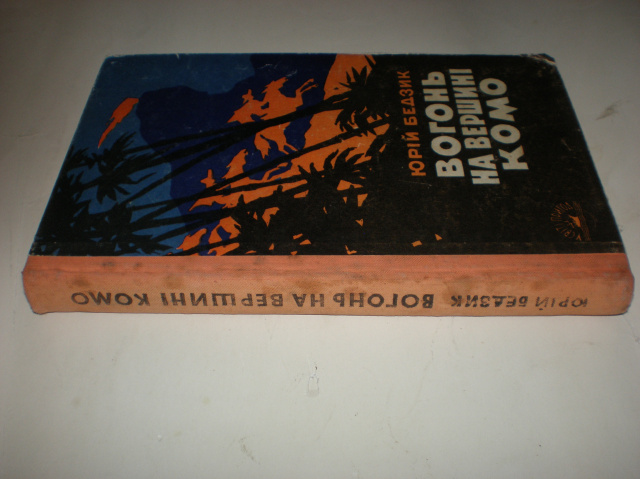 ЮРІЙ БЕДЗИК
ВОГОНЬ
НА ВЕРШИНІ
КОМО
ЮРІЙ БЕДЗИК ВОГОНЬ НА ВЕРШИНІ КОМО